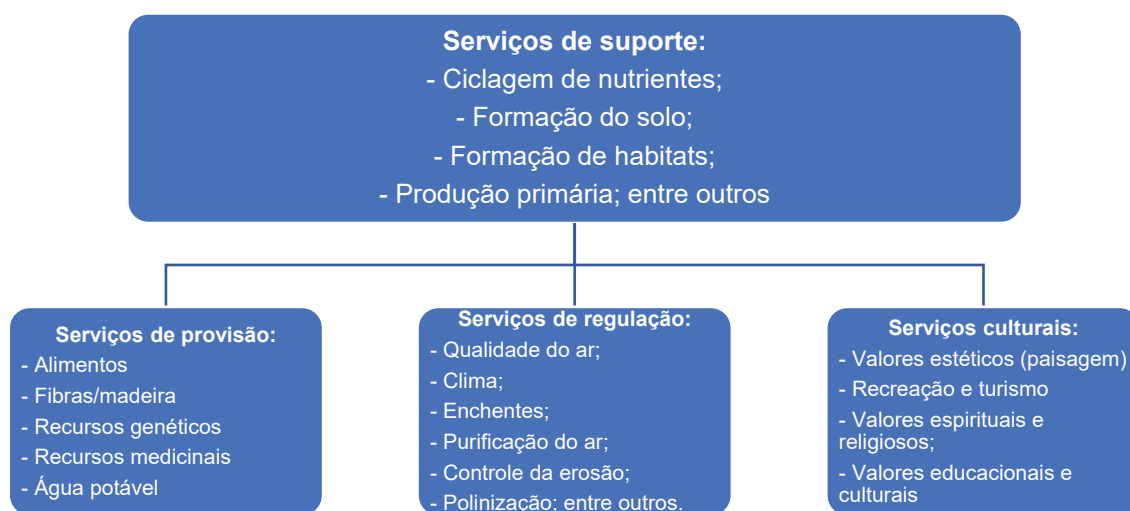 Serviços de suporte:
- Ciclagem de nutrientes;
- Formação do solo;
- Formação de habitats;
- Produção primária; entre outros
Serviços de provisão:
- Alimentos
- Fibras/madeira
- Recursos genéticos
- Recursos medicinais
- Água potável
Serviços de regulação:
- Qualidade do ar;
- Clima;
- Enchentes;
- Purificação do ar;
- Controle da erosão;
- Polinização; entre outros.
Serviços culturais:
- Valores estéticos (paisagem)
- Recreação e turismo
- Valores espirituais e
religiosos;
- Valores educacionais e
culturais